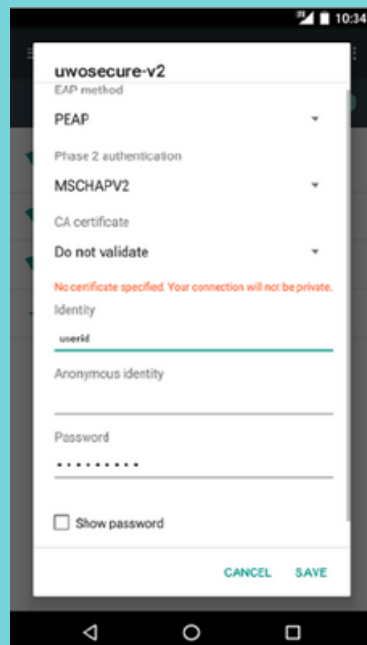 10:34
uwosecure-v2
EAP method
PEAP
Phase 2 authentication
MSCHAPV2
CA certificate
Do not validate
No certificate specified. Your connection will not be private.
Identity
userid
Anonymous identity
Password
•••••••••
Show password
CANCEL SAVE